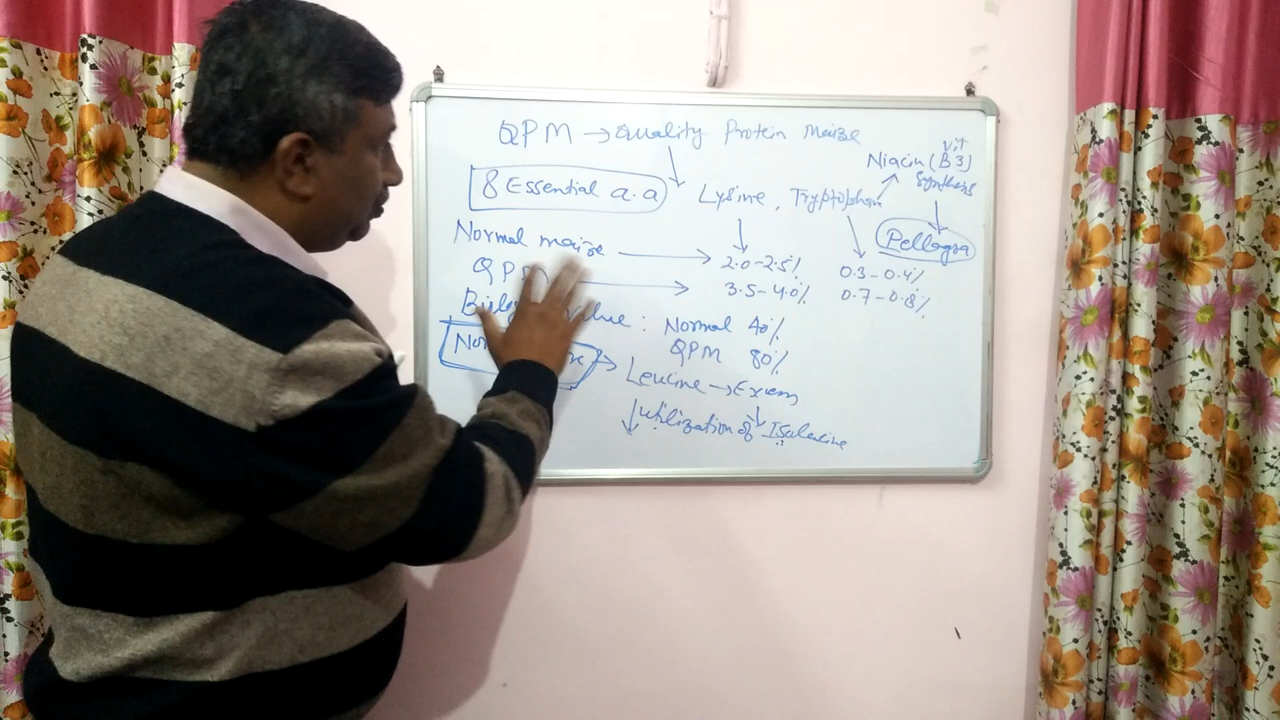 QPM → Quality Protein Maize
vit
Niacin (B3)
Synthesis
8 Essential a.a
Lysine, Tryptophan
Pellagra
Normal maize → 2.0-2.5% 0.3-0.4%
QPM → 3.5-4.0% 0.7-0.8%
: Normal 40%
QPM 80%
Leucine → Excess
↓ utilization of Isoleucine